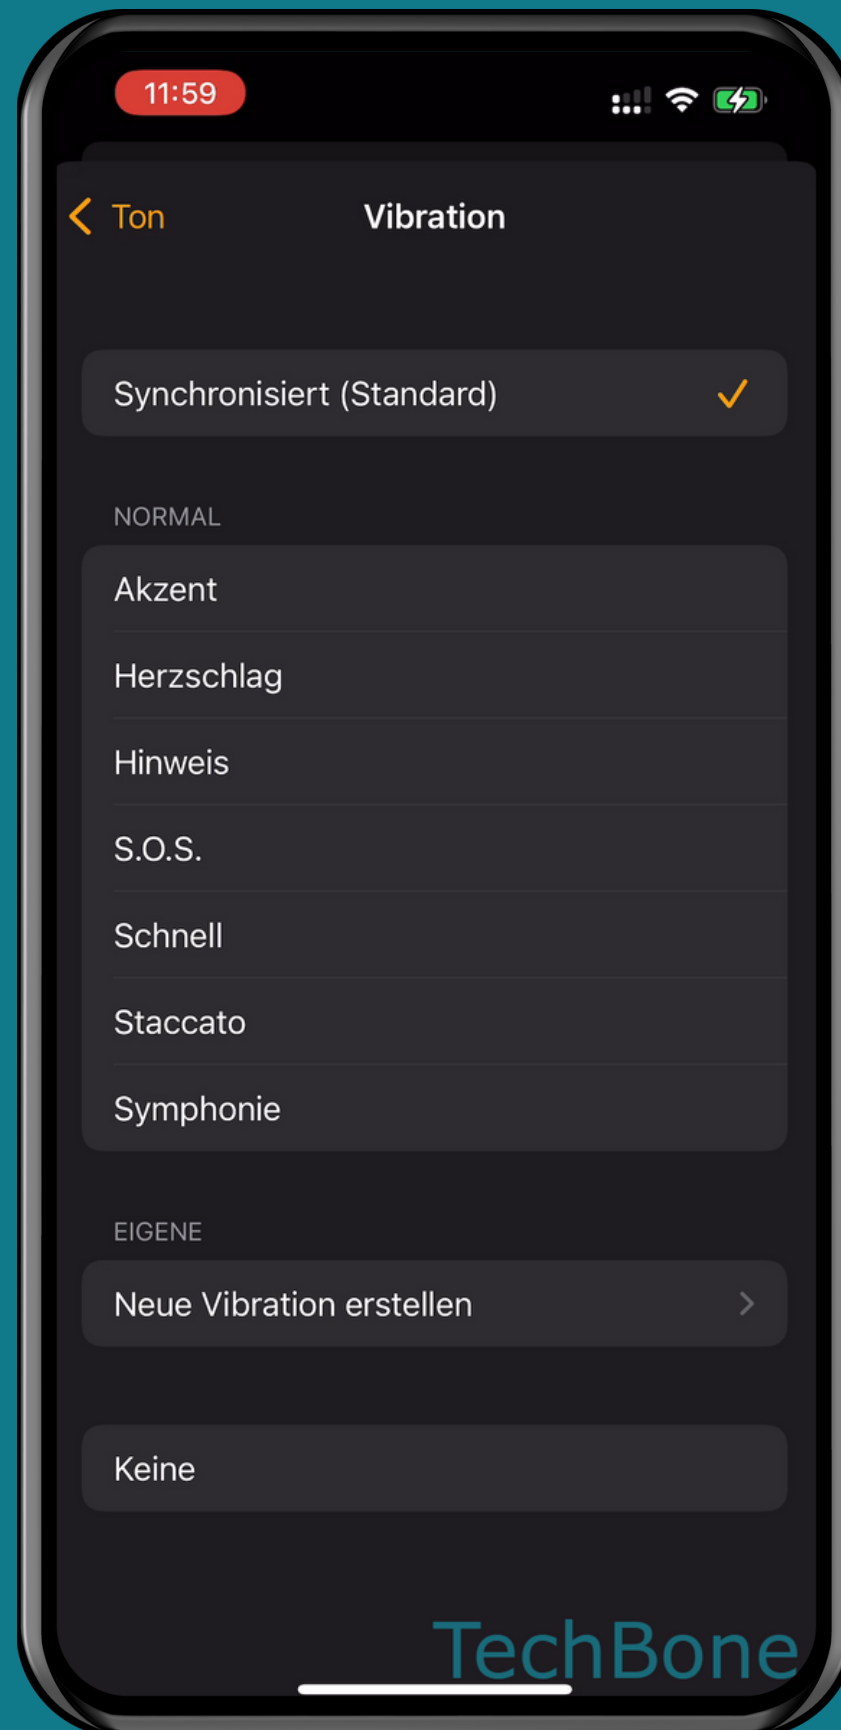 11:59
Ton
Vibration
Synchronisiert (Standard)
NORMAL
Akzent
Herzschlag
Hinweis
S.O.S.
Schnell
Staccato
Symphonie
EIGENE
Neue Vibration erstellen
Keine
TechBone